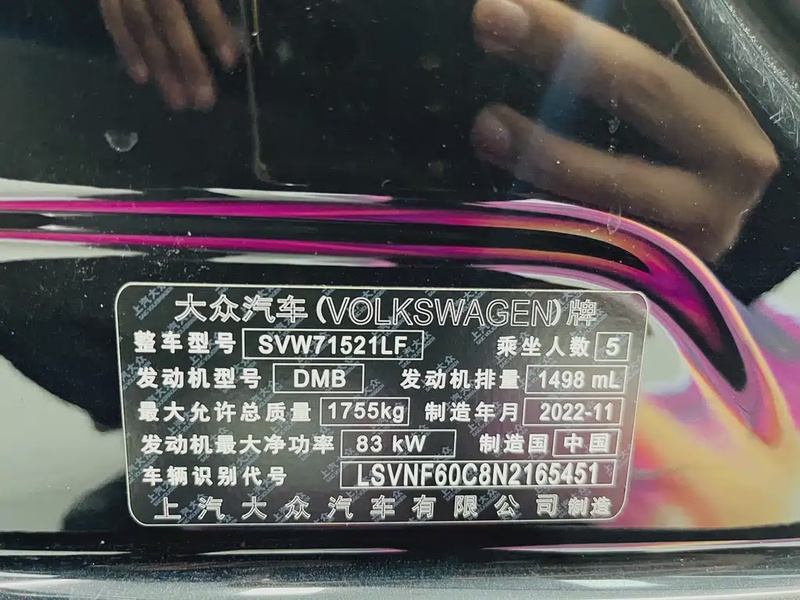 大众汽车(VOLKSWAGEN)牌
整车型号 SVW71521LF 乘坐人数 5
发动机型号 DMB 发动机排量 1498 mL
最大允许总质量 1755kg 制造年月 2022-11
发动机最大净功率 83 kW 制造国 中国
车辆识别代号 LSVNF60C8N2165451
上汽大众汽车有限公司 制造